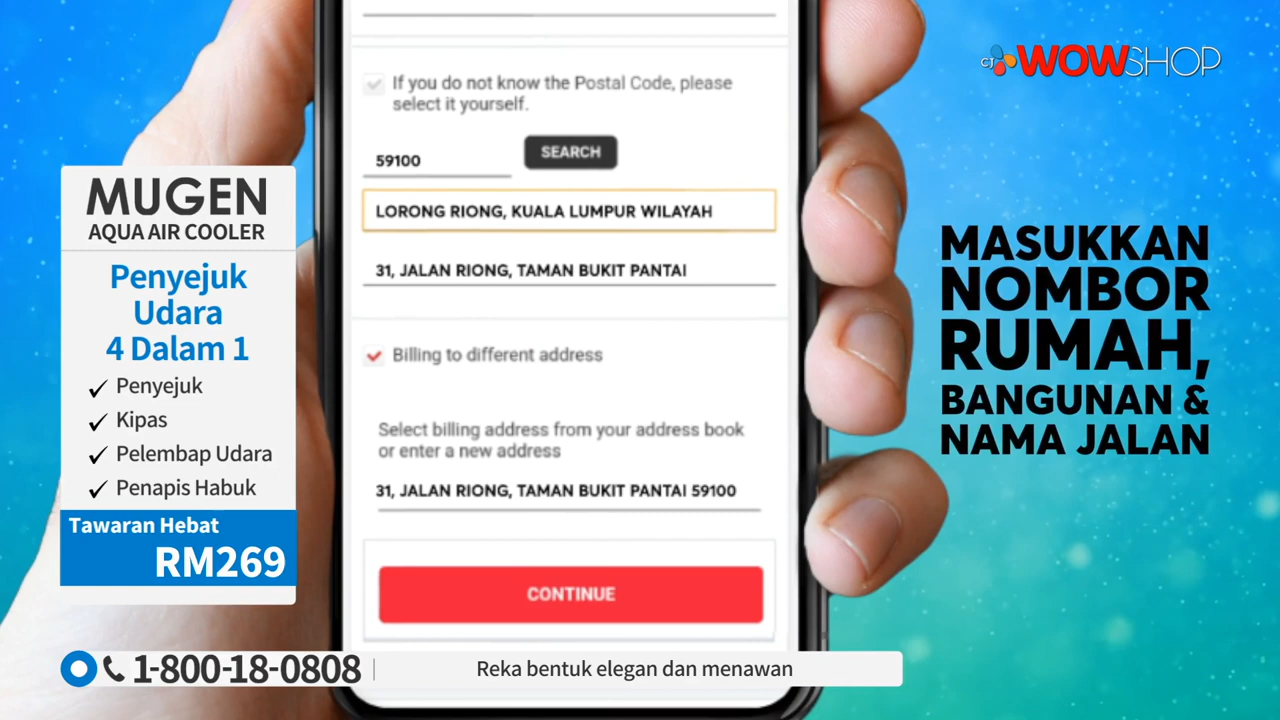 CJ WOWSHOP
If you do not know the Postal Code, please
select it yourself.
59100
SEARCH
LORONG RIONG, KUALA LUMPUR WILAYAH
31, JALAN RIONG, TAMAN BUKIT PANTAI
Billing to different address
Select billing address from your address book
or enter a new address
31, JALAN RIONG, TAMAN BUKIT PANTAI 59100
CONTINUE
MUGEN
AQUA AIR COOLER
Penyejuk
Udara
4 Dalam 1
Penyejuk
Kipas
Pelembap Udara
Penapis Habuk
Tawaran Hebat
RM269
MASUKKAN
NOMBOR
RUMAH,
BANGUNAN &
NAMA JALAN
1-800-18-0808
Reka bentuk elegan dan menawan